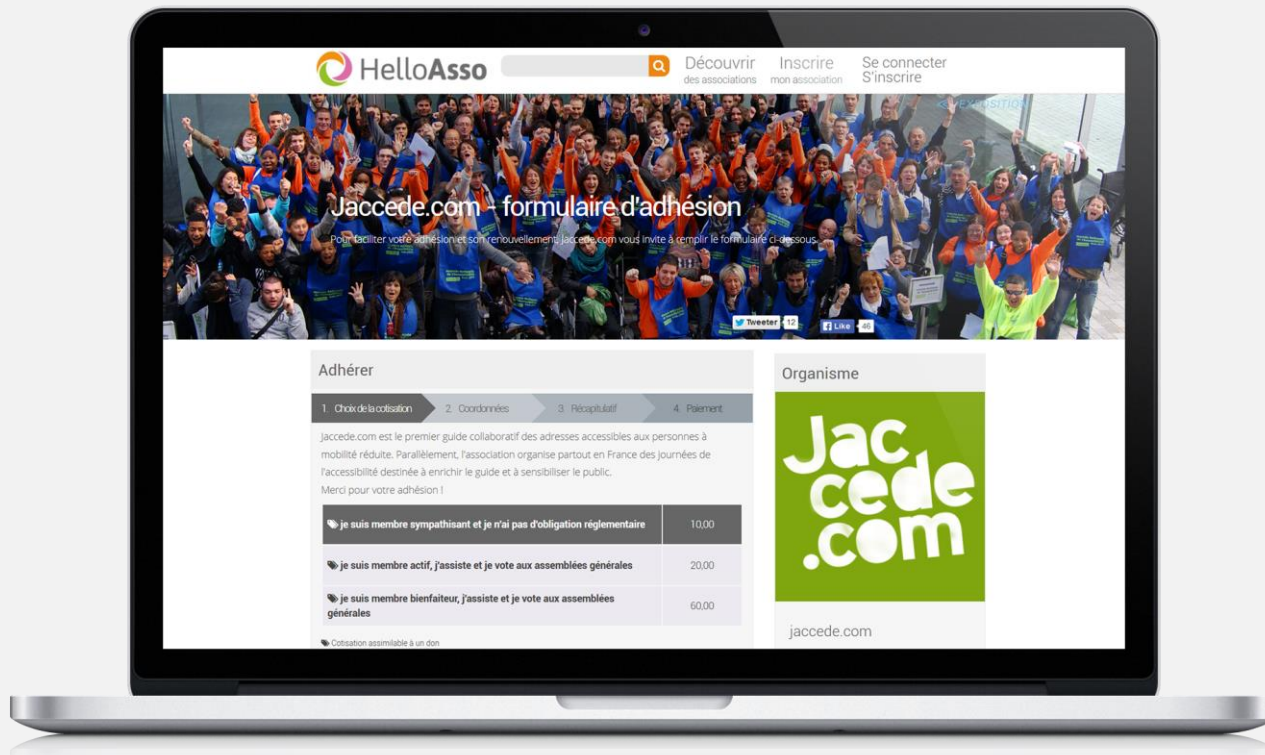 HelloAsso
Découvrir
des associations
Inscrire
mon association
Se connecter
S'inscrire
EXPOSITION
Jaccede.com - formulaire d'adhésion
Pour faciliter votre adhésion et son renouvellement, Jaccede.com vous invite à remplir le formulaire ci-dessous.
Tweeter 12
Like 46
Adhérer
1. Choix de la cotisation
2. Coordonnées
3. Récapitulatif
4. Paiement
Jaccede.com est le premier guide collaboratif des adresses accessibles aux personnes à
mobilité réduite. Parallèlement, l'association organise partout en France des journées de
l'accessibilité destinée à enrichir le guide et à sensibiliser le public.
Merci pour votre adhésion !
je suis membre sympathisant et je n'ai pas d'obligation réglementaire 10,00
je suis membre actif, j'assiste et je vote aux assemblées générales 20,00
je suis membre bienfaiteur, j'assiste et je vote aux assemblées
générales 60,00
Cotisation assimilable à un don
Organisme
Jac
cede
.com
jaccede.com